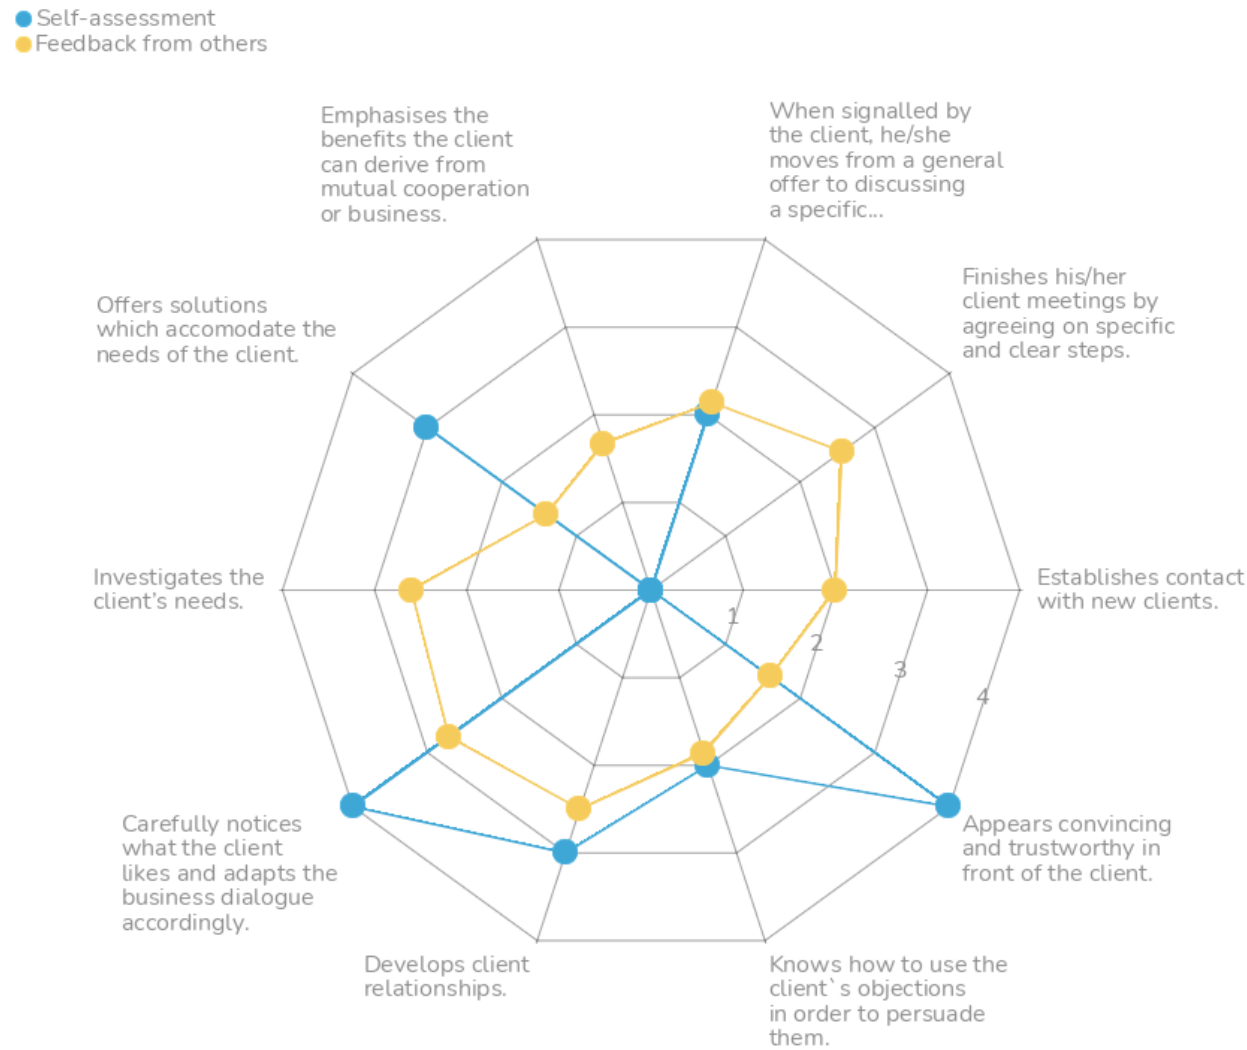 Self-assessment
Feedback from others
Emphasises the
benefits the client
can derive from
mutual cooperation
or business.
When signalled by
the client, he/she
moves from a general
offer to discussing
a specific...
Finishes his/her
client meetings by
agreeing on specific
and clear steps.
Offers solutions
which accomodate the
needs of the client.
Investigates the
client's needs.
Establishes contact
with new clients.
1
2
3
4
Carefully notices
what the client
likes and adapts the
business dialogue
accordingly.
Appears convincing
and trustworthy in
front of the client.
Develops client
relationships.
Knows how to use the
client`s objections
in order to persuade
them.